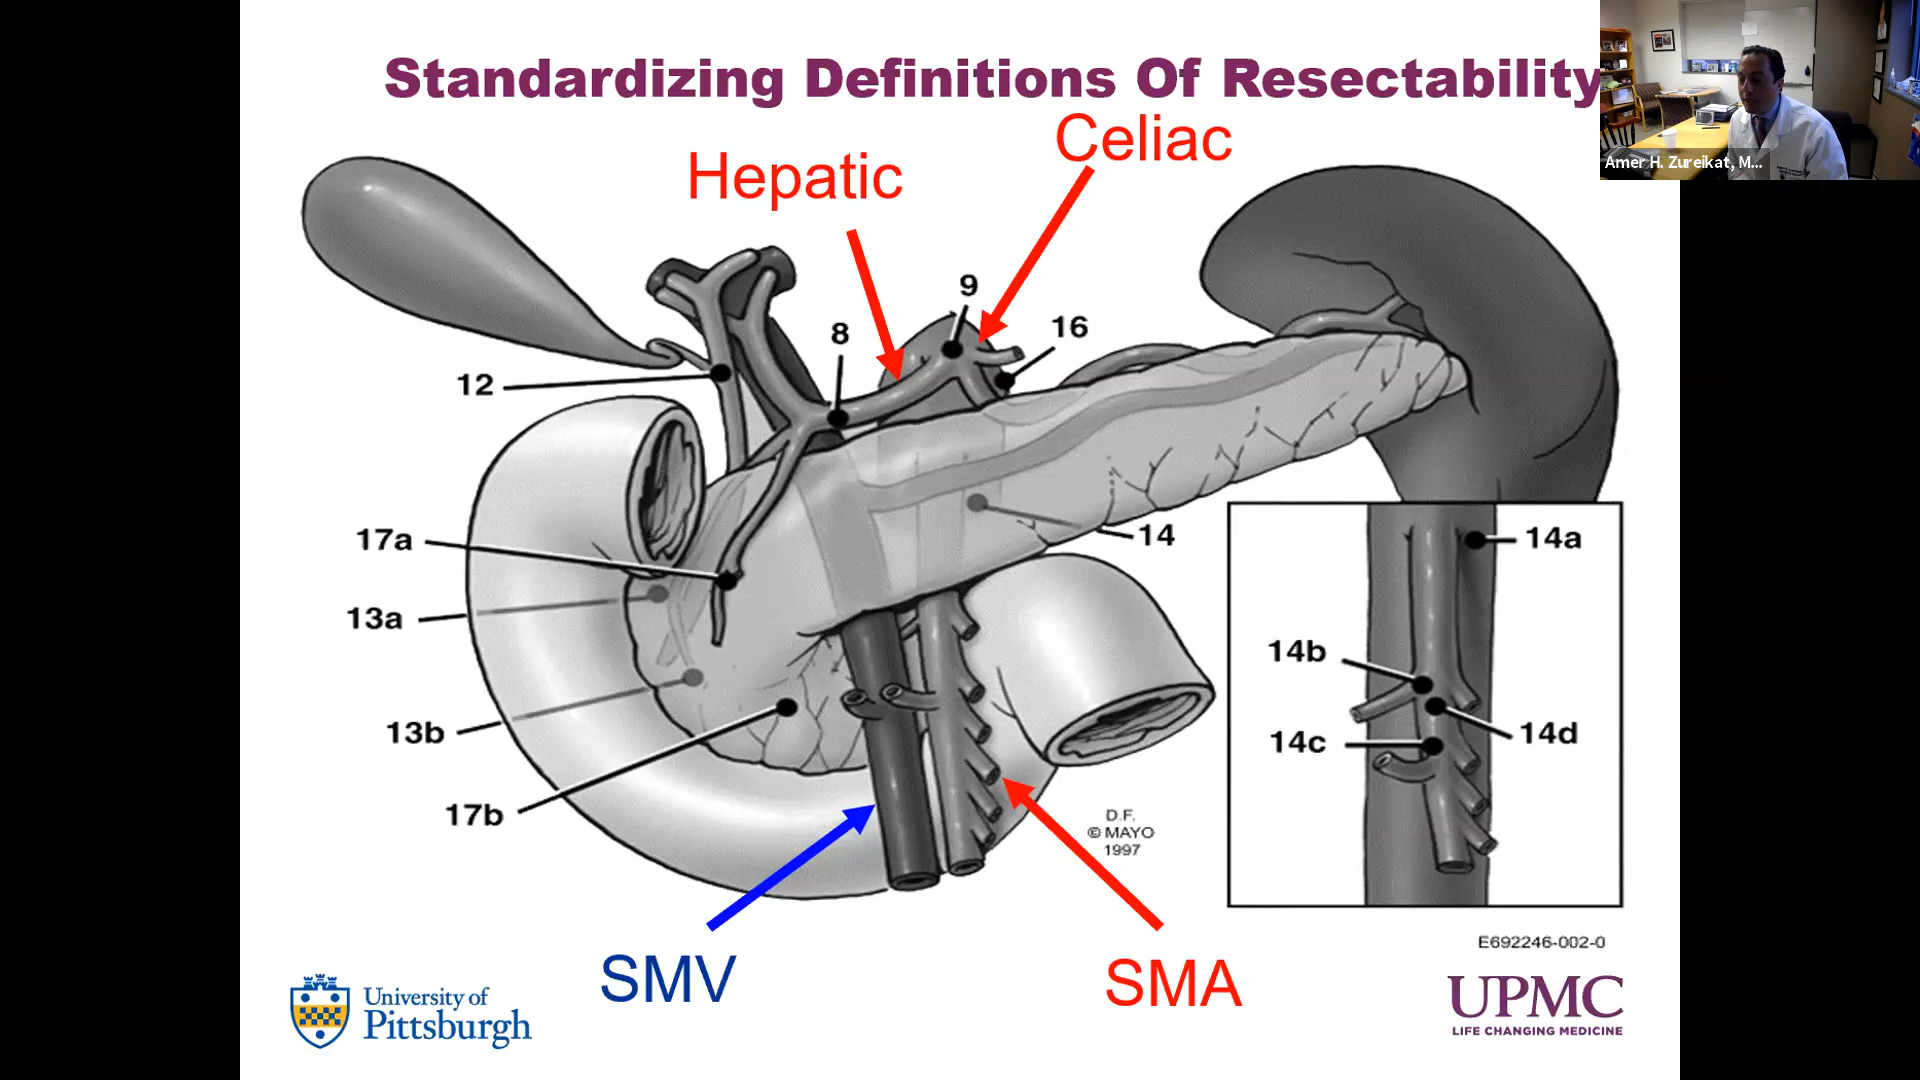 Standardizing Definitions Of Resectability
Amer H. Zureikat, M...
Celiac
Hepatic
9
16
8
12
17a
14
14a
13a
14b
13b
14d
14c
17b
D.F.
© MAYO
1997
E692246-002-0
SMV
SMA
University of
Pittsburgh
UPMC
LIFE CHANGING MEDICINE